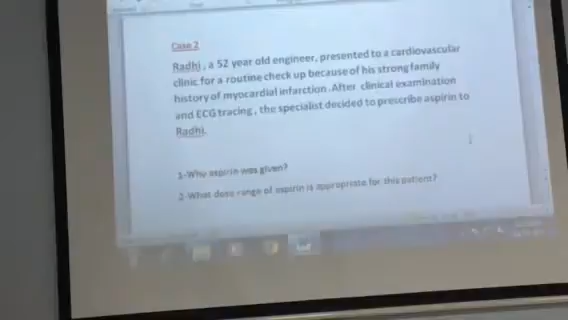 Case 2
Radhi, a 52 year old engineer, presented to a cardiovascular
clinic for a routine check up because of his strong family
history of myocardial infarction.After clinical examination
and ECG tracing, the specialist decided to prescribe aspirin to
Radhi.
1-Why aspirin was given?
2-What dose range of aspirin is appropriate for this patient?